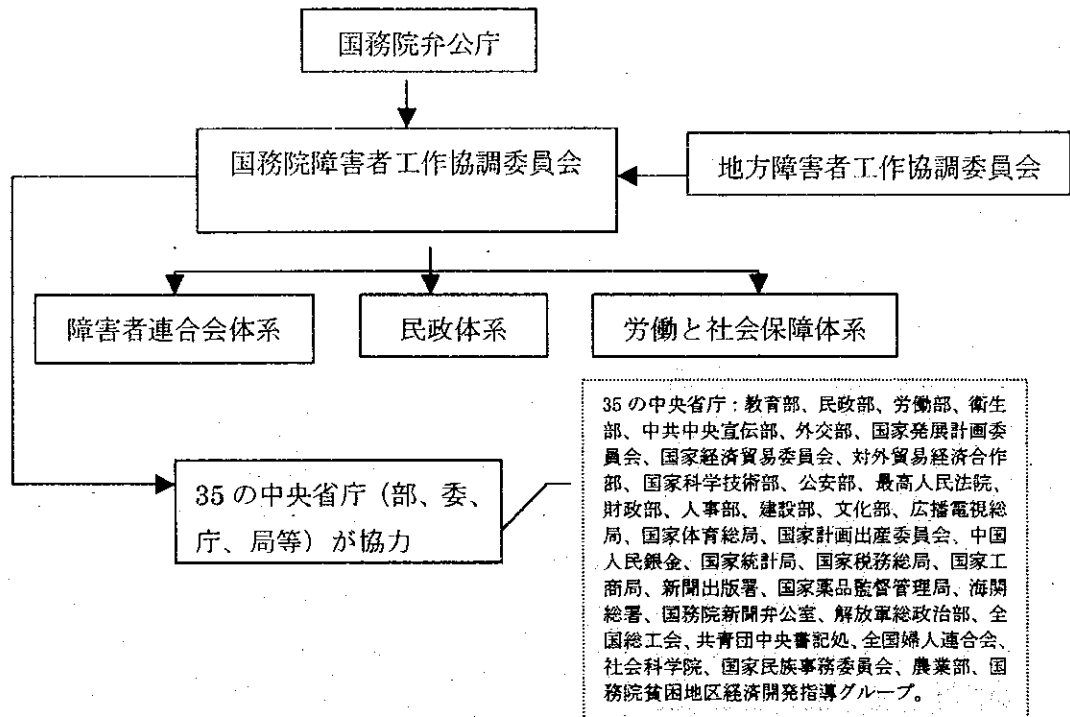 国務院弁公庁
国務院障害者工作協調委員会
地方障害者工作協調委員会
障害者連合会体系
民政体系
労働と社会保障体系
35 の中央省庁（部、委、
庁、局等）が協力
35 の中央省庁：教育部、民政部、労働部、衛生
部、中共中央宣伝部、外交部、国家発展計画委
員会、国家経済貿易委員会、対外貿易経済合作
部、国家科学技術部、公安部、最高人民法院、
財政部、人事部、建設部、文化部、広播電視総
局、国家体育総局、国家計画出産委員会、中国
人民銀金、国家統計局、国家税務総局、国家工
商局、新聞出版署、国家薬品監督管理局、海関
総署、国務院新聞弁公室、解放軍総政治部、全
国総工会、共青団中央書記処、全国婦人連合会、
社会科学院、国家民族事務委員会、農業部、国
務院貧困地区経済開発指導グループ。